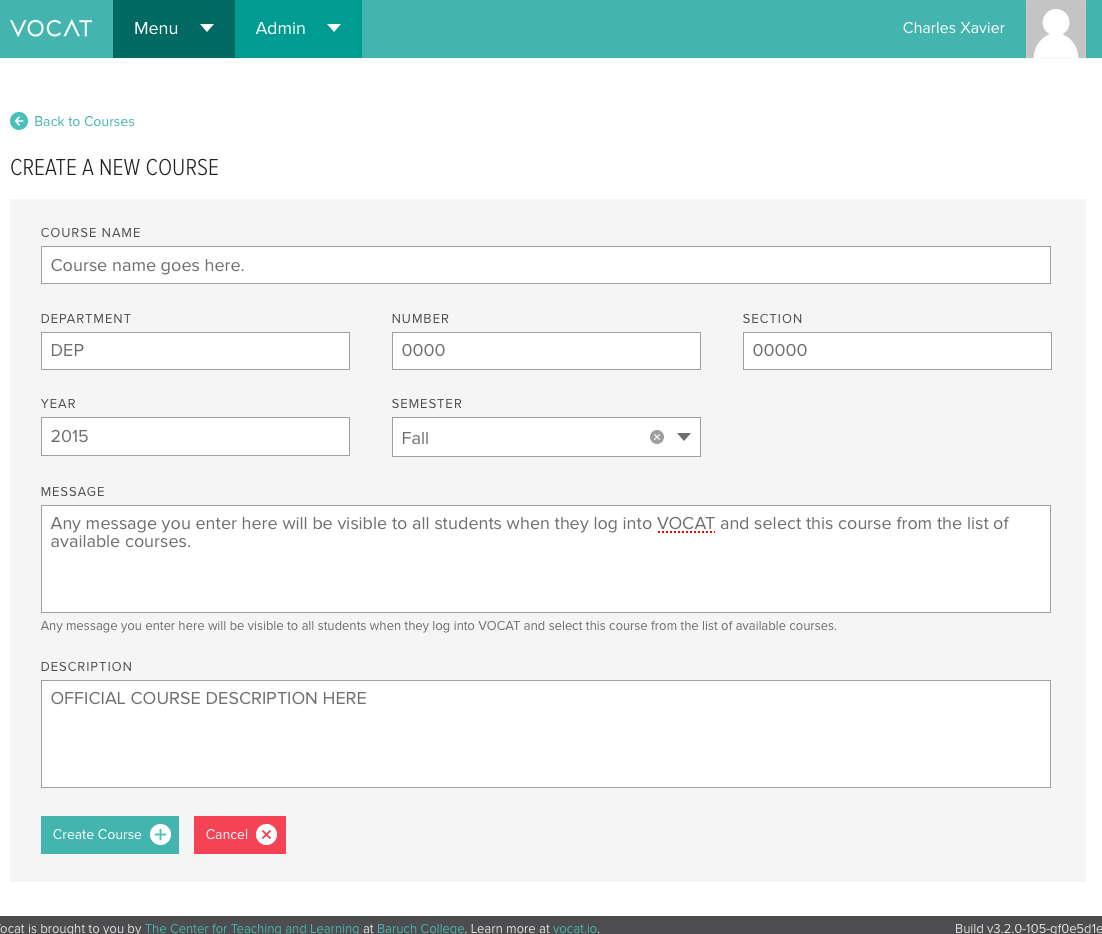 VOCAT Menu Admin Charles Xavier
Back to Courses
CREATE A NEW COURSE
COURSE NAME
Course name goes here.
DEPARTMENT NUMBER SECTION
DEP 0000 00000
YEAR SEMESTER
2015 Fall
MESSAGE
Any message you enter here will be visible to all students when they log into VOCAT and select this course from the list of
available courses.
Any message you enter here will be visible to all students when they log into VOCAT and select this course from the list of available courses.
DESCRIPTION
OFFICIAL COURSE DESCRIPTION HERE
Create Course Cancel
ocat is brought to you by The Center for Teaching and Learning at Baruch College. Learn more at vocat.io. Build v3.2.0-105-gf0e5d1e